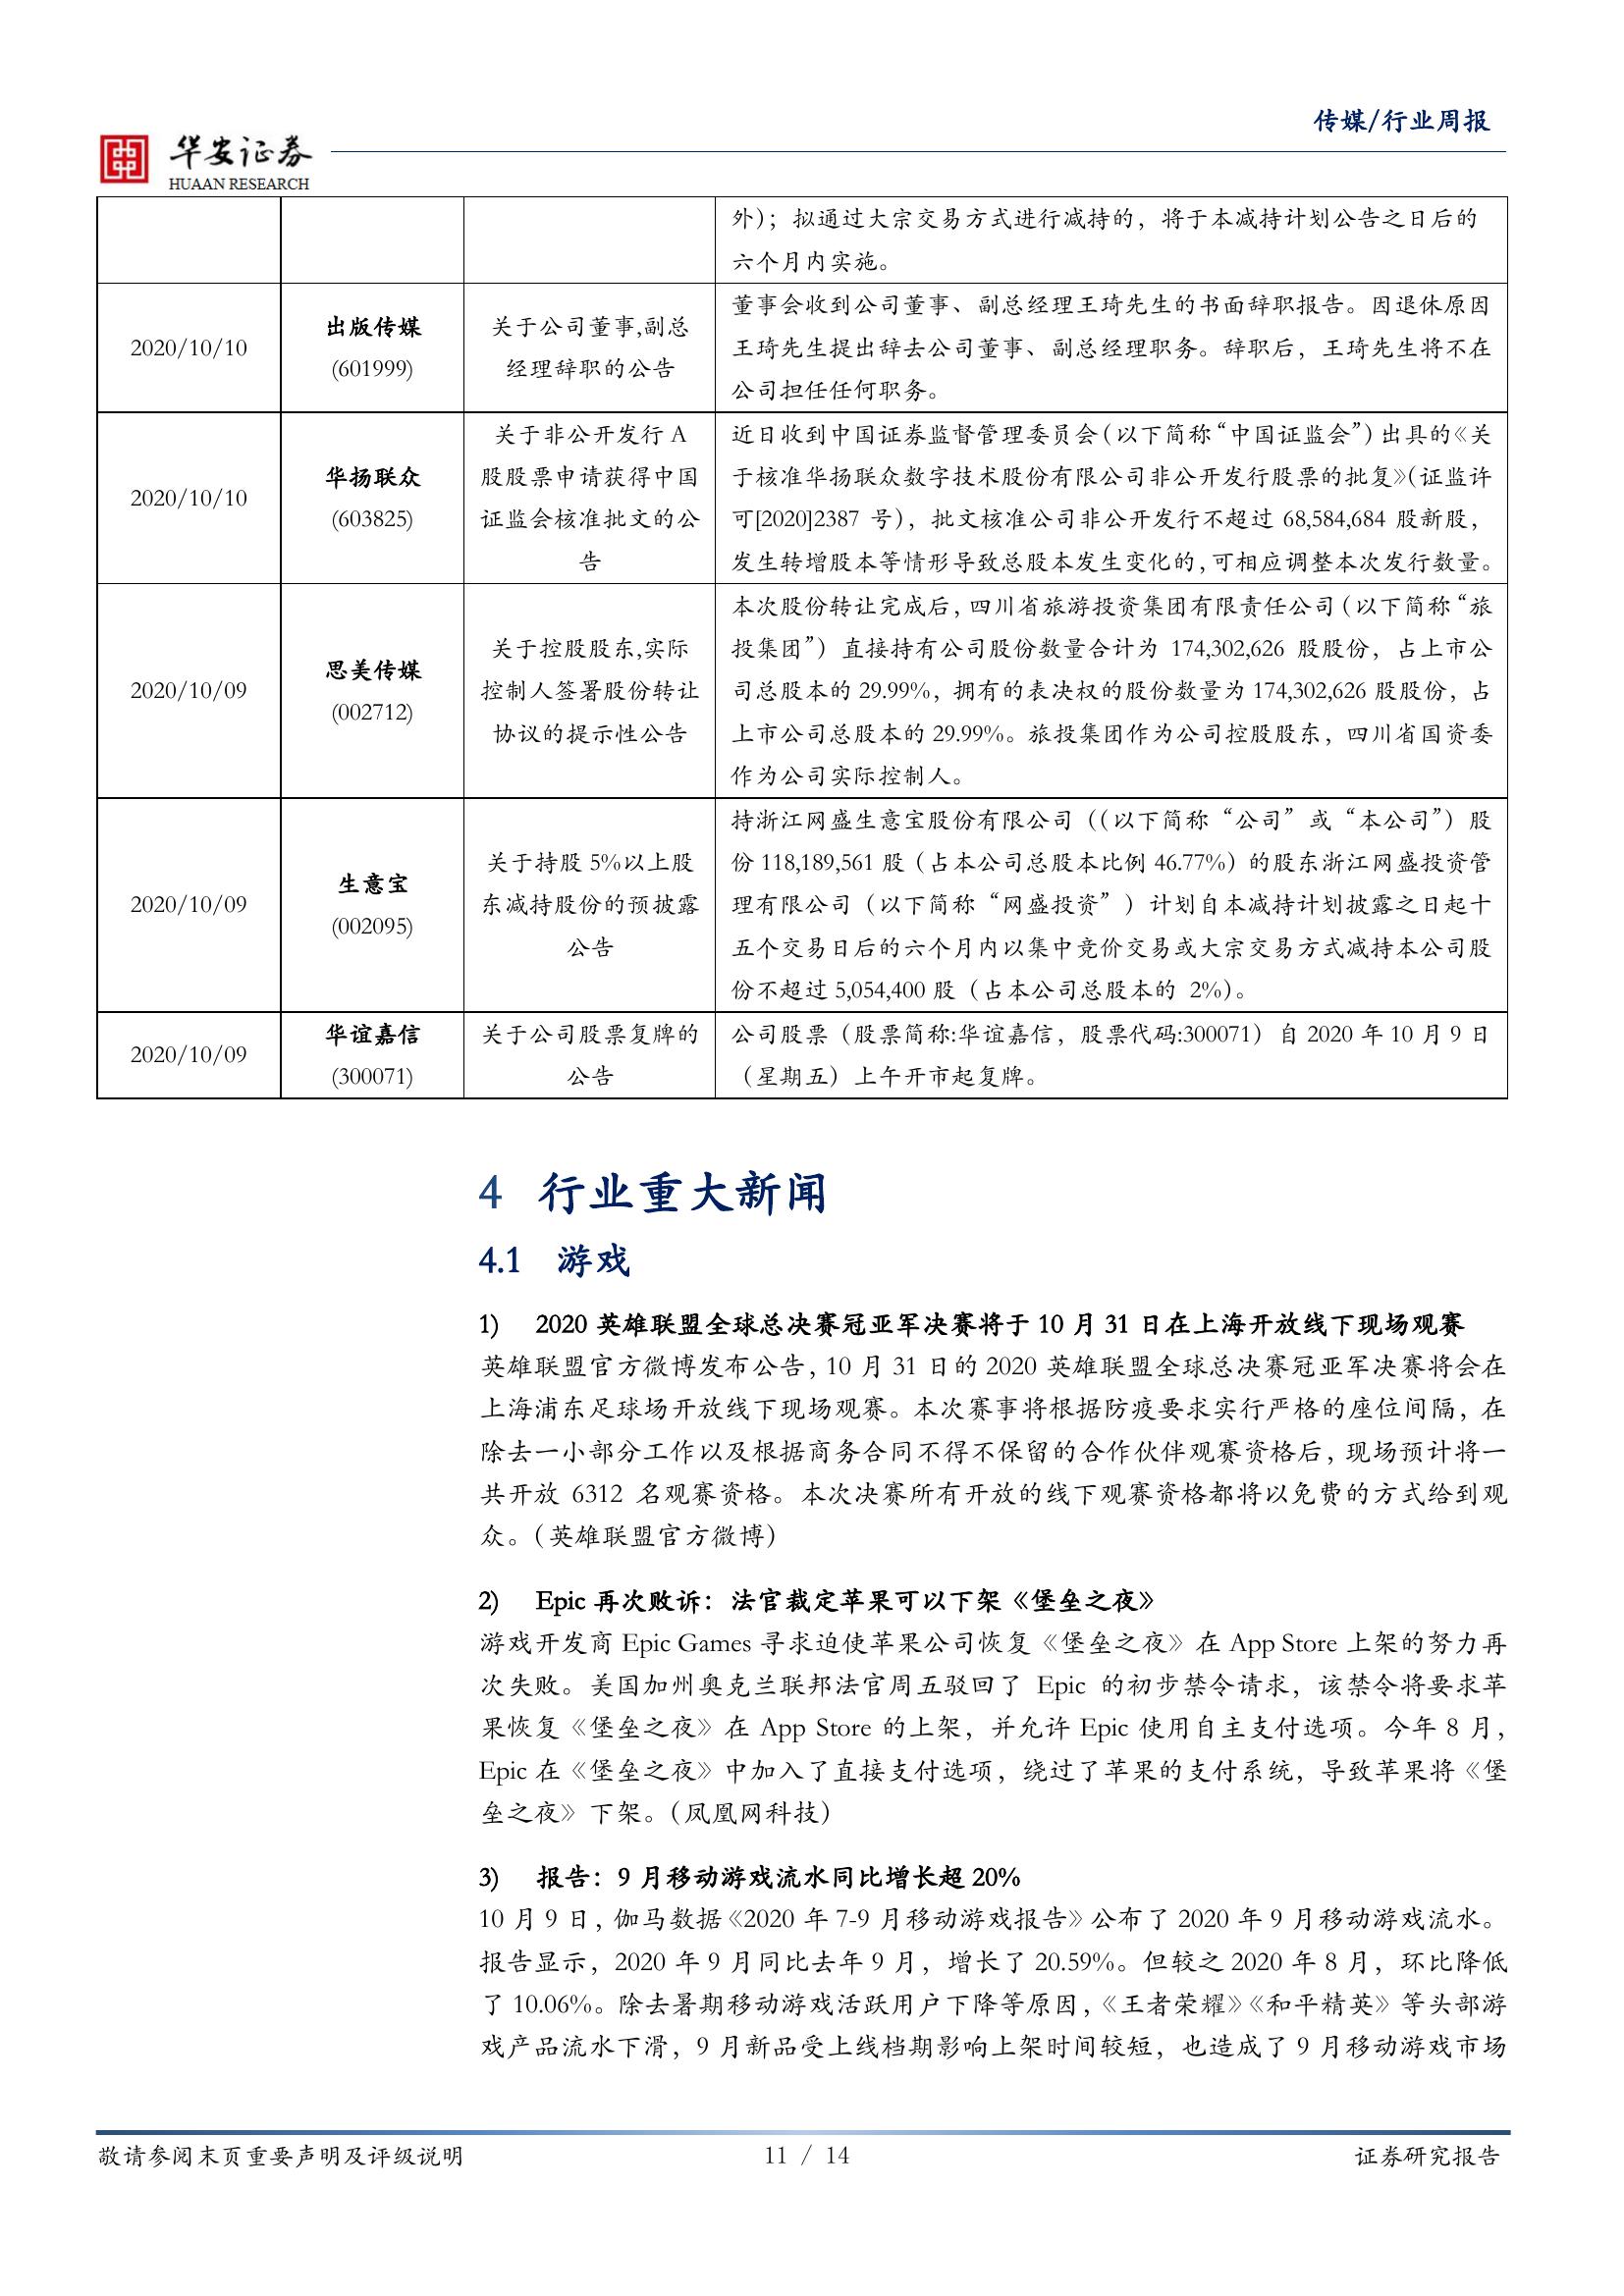 传媒/行业周报
华安证券
HUAAN RESEARCH
外)；拟通过大宗交易方式进行减持的，将于本减持计划公告之日后的
六个月内实施。
2020/10/10
出版传媒
(601999)
关于公司董事,副总
经理辞职的公告
董事会收到公司董事、副总经理王琦先生的书面辞职报告。因退休原因
王琦先生提出辞去公司董事、副总经理职务。辞职后，王琦先生将不在
公司担任任何职务。
2020/10/10
华扬联众
(603825)
关于非公开发行 A
股股票申请获得中国
证监会核准批文的公
告
近日收到中国证券监督管理委员会（以下简称“中国证监会”）出具的《关
于核准华扬联众数字技术股份有限公司非公开发行股票的批复》（证监许
可[2020]2387 号），批文核准公司非公开发行不超过 68,584,684 股新股，
发生转增股本等情形导致总股本发生变化的，可相应调整本次发行数量。
2020/10/09
思美传媒
(002712)
关于控股股东,实际
控制人签署股份转让
协议的提示性公告
本次股份转让完成后，四川省旅游投资集团有限责任公司（以下简称“旅
投集团”）直接持有公司股份数量合计为 174,302,626 股股份，占上市公
司总股本的 29.99%，拥有的表决权的股份数量为 174,302,626 股股份，占
上市公司总股本的 29.99%。旅投集团作为公司控股股东，四川省国资委
作为公司实际控制人。
2020/10/09
生意宝
(002095)
关于持股 5%以上股
东减持股份的预披露
公告
持浙江网盛生意宝股份有限公司（(以下简称“公司”或“本公司”）股
份 118,189,561 股（占本公司总股本比例 46.77%）的股东浙江网盛投资管
理有限公司（以下简称“网盛投资”）计划自本减持计划披露之日起十
五个交易日后的六个月内以集中竞价交易或大宗交易方式减持本公司股
份不超过 5,054,400 股（占本公司总股本的 2%）。
2020/10/09
华谊嘉信
(300071)
关于公司股票复牌的
公告
公司股票（股票简称:华谊嘉信，股票代码:300071）自 2020 年 10 月 9 日
（星期五）上午开市起复牌。
4 行业重大新闻
4.1 游戏
1) 2020 英雄联盟全球总决赛冠亚军决赛将于 10 月 31 日在上海开放线下现场观赛
英雄联盟官方微博发布公告，10 月 31 日的 2020 英雄联盟全球总决赛冠亚军决赛将会在
上海浦东足球场开放线下现场观赛。本次赛事将根据防疫要求实行严格的座位间隔，在
除去一小部分工作以及根据商务合同不得不保留的合作伙伴观赛资格后，现场预计将一
共开放 6312 名观赛资格。本次决赛所有开放的线下观赛资格都将以免费的方式给到观
众。（英雄联盟官方微博）
2) Epic 再次败诉：法官裁定苹果可以下架《堡垒之夜》
游戏开发商 Epic Games 寻求迫使苹果公司恢复《堡垒之夜》在 App Store 上架的努力再
次失败。美国加州奥克兰联邦法官周五驳回了 Epic 的初步禁令请求，该禁令将要求苹
果恢复《堡垒之夜》在 App Store 的上架，并允许 Epic 使用自主支付选项。今年 8 月，
Epic 在《堡垒之夜》中加入了直接支付选项，绕过了苹果的支付系统，导致苹果将《堡
垒之夜》下架。（凤凰网科技）
3) 报告：9 月移动游戏流水同比增长超 20%
10 月 9 日，伽马数据《2020 年 7-9 月移动游戏报告》公布了 2020 年 9 月移动游戏流水。
报告显示，2020 年 9 月同比去年 9 月，增长了 20.59%。但较之 2020 年 8 月，环比降低
了 10.06%。除去暑期移动游戏活跃用户下降等原因，《王者荣耀》《和平精英》等头部游
戏产品流水下滑，9 月新品受上线档期影响上架时间较短，也造成了 9 月移动游戏市场
敬请参阅末页重要声明及评级说明
11 / 14
证券研究报告